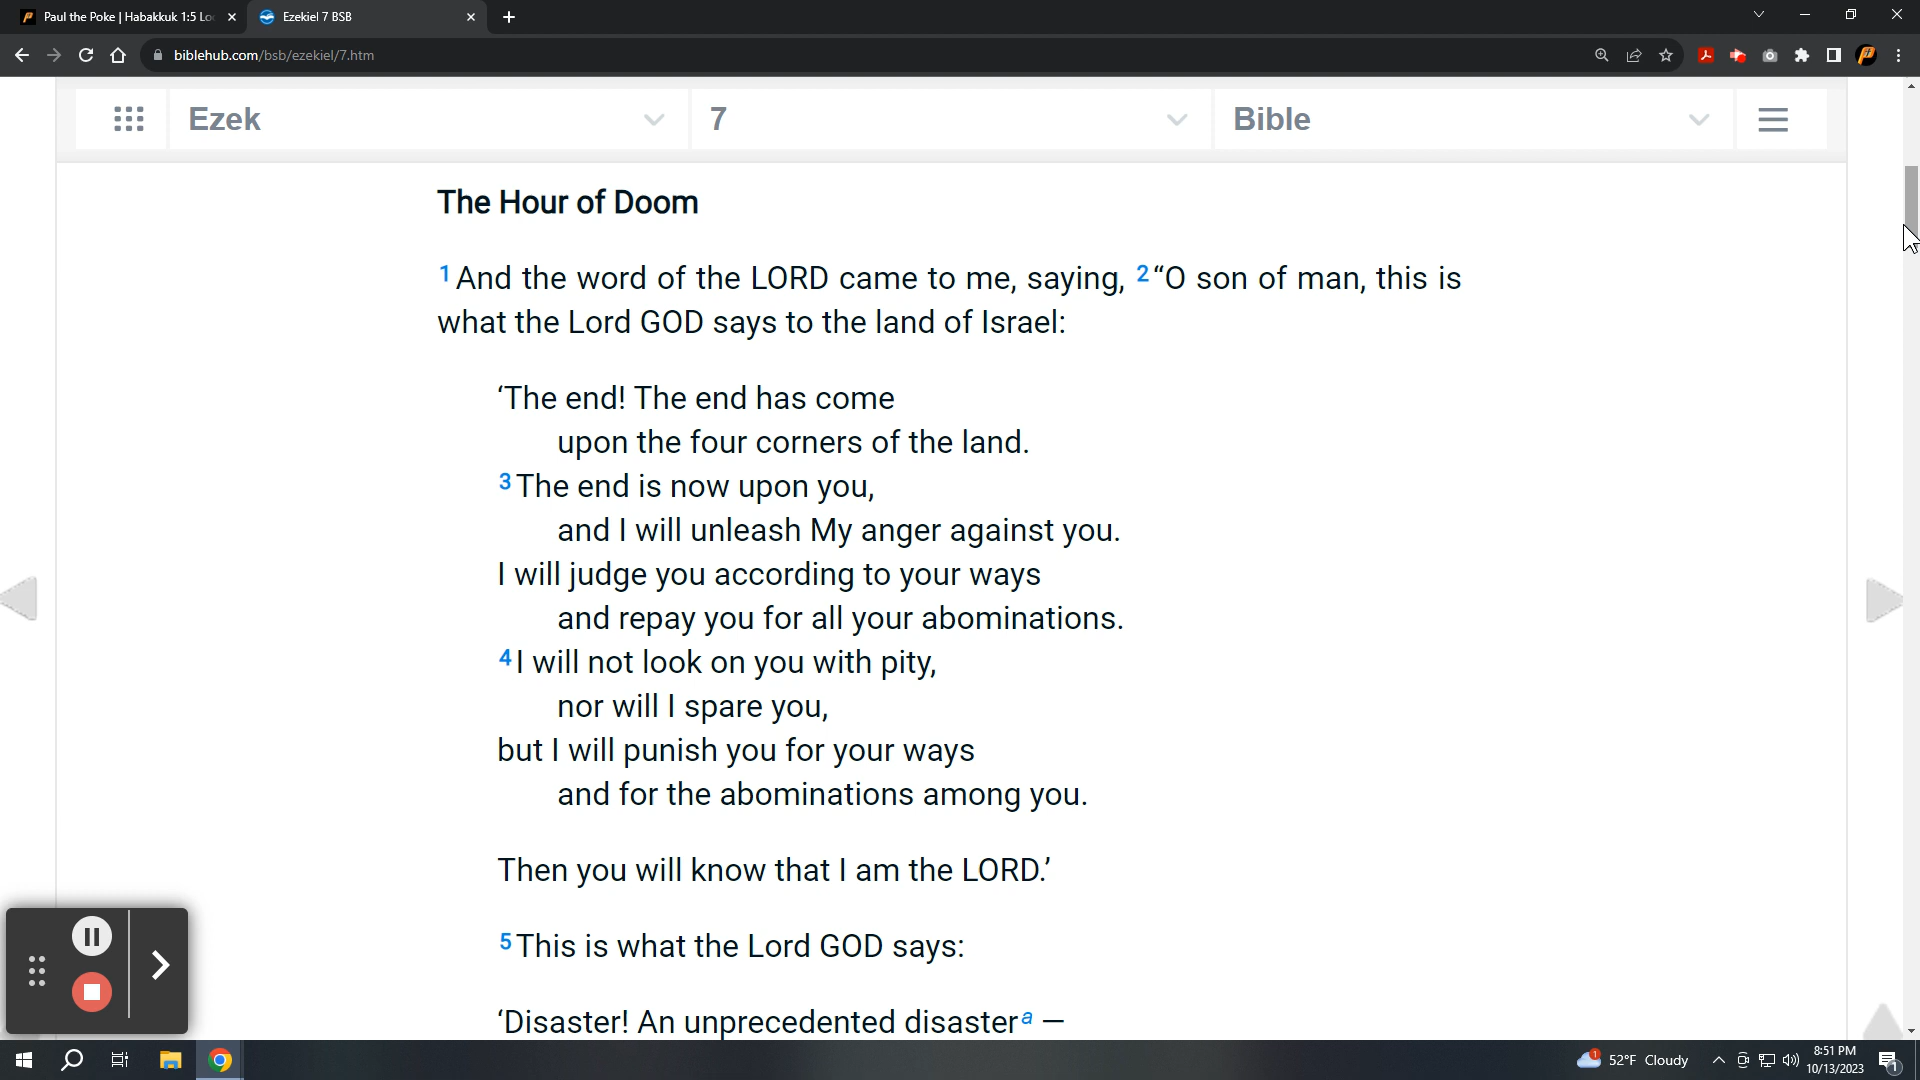 Paul the Poke | Habakkuk 1:5 Lo
Ezekiel 7 BSB
biblehub.com/bsb/ezekiel/7.htm
Ezek
7
Bible
The Hour of Doom
1 And the word of the LORD came to me, saying, 2 “O son of man, this is
what the Lord GOD says to the land of Israel:
‘The end! The end has come
upon the four corners of the land.
3 The end is now upon you,
and I will unleash My anger against you.
I will judge you according to your ways
and repay you for all your abominations.
4 I will not look on you with pity,
nor will I spare you,
but I will punish you for your ways
and for the abominations among you.
Then you will know that I am the LORD.’
5 This is what the Lord GOD says:
‘Disaster! An unprecedented disaster a —
1
52°F Cloudy
8:51 PM
10/13/2023
1